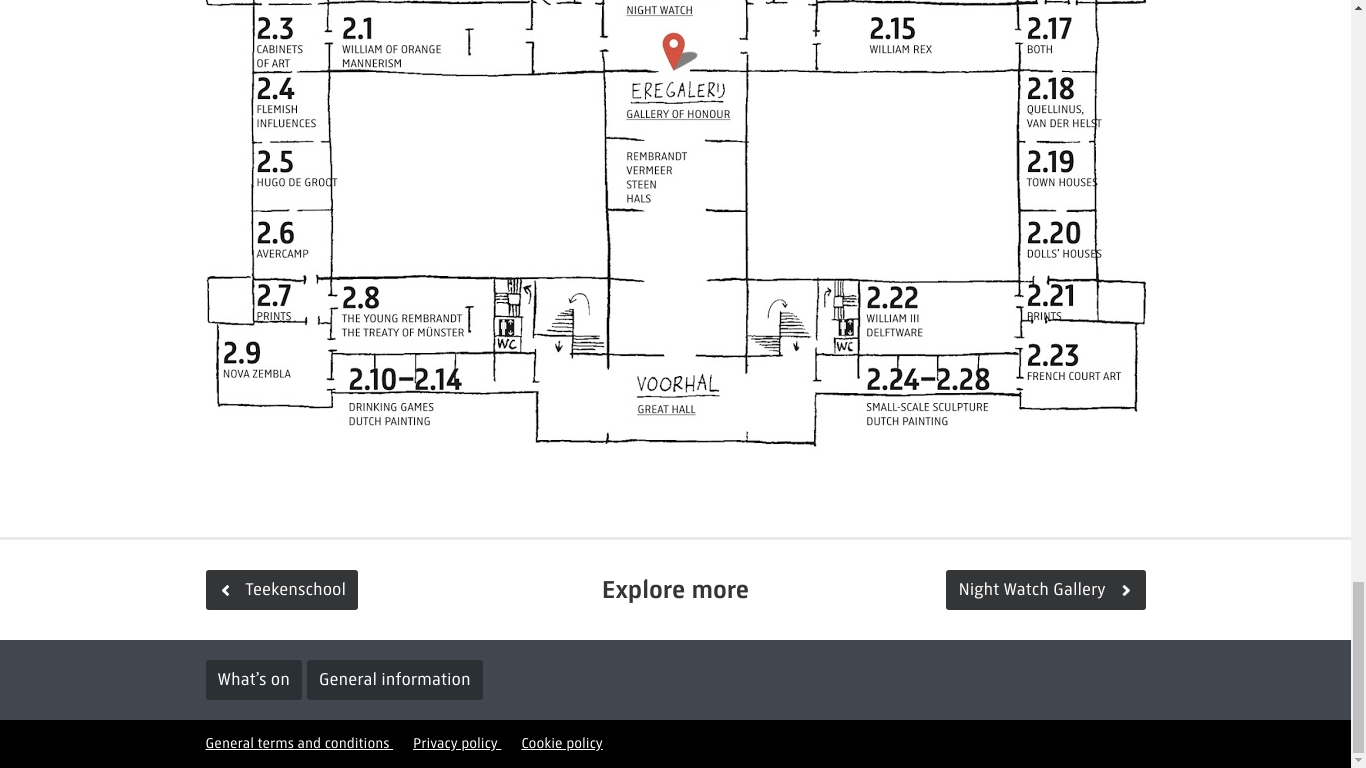 NIGHT WATCH
2.3
CABINETS
OF ART
2.1
WILLIAM OF ORANGE
MANNERISM
2.15
WILLIAM REX
2.17
BOTH
2.4
FLEMISH
INFLUENCES
EREGALERIJ
GALLERY OF HONOUR
2.18
QUELLINUS,
VAN DER HELST
2.5
HUGO DE GROOT
REMBRANDT
VERMEER
STEEN
HALS
2.19
TOWN HOUSES
2.6
AVERCAMP
2.20
DOLLS' HOUSES
2.7
PRINTS
2.8
THE YOUNG REMBRANDT
THE TREATY OF MÜNSTER
WC
WC
2.22
WILLIAM III
DELFTWARE
2.21
PRINTS
2.9
NOVA ZEMBLA
2.10–2.14
DRINKING GAMES
DUTCH PAINTING
VOORHAL
GREAT HALL
2.24–2.28
SMALL-SCALE SCULPTURE
DUTCH PAINTING
2.23
FRENCH COURT ART
Teekenschool
Explore more
Night Watch Gallery
What's on
General information
General terms and conditions
Privacy policy
Cookie policy